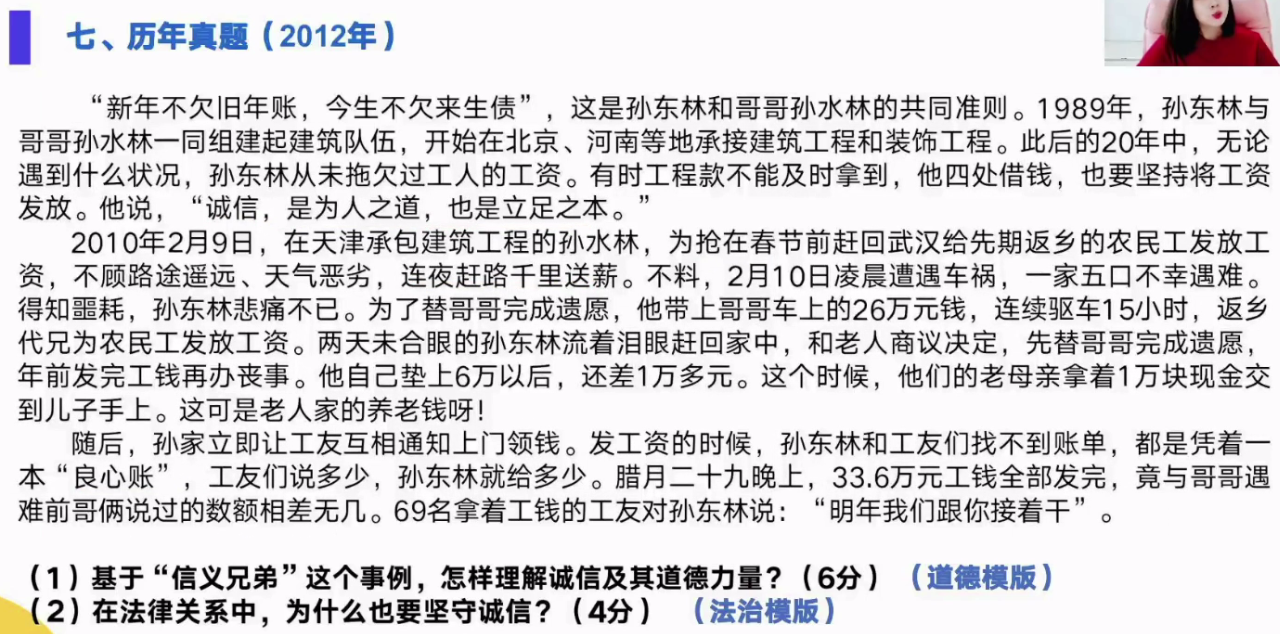 七、历年真题（2012年）
“新年不欠旧年账，今生不欠来生债”，这是孙东林和哥哥孙水林的共同准则。1989年，孙东林与
哥哥孙水林一同组建起建筑队伍，开始在北京、河南等地承接建筑工程和装饰工程。此后的20年中，无论
遇到什么状况，孙东林从未拖欠过工人的工资。有时工程款不能及时拿到，他四处借钱，也要坚持将工资
发放。他说，“诚信，是为人之道，也是立足之本。”
2010年2月9日，在天津承包建筑工程的孙水林，为抢在春节前赶回武汉给先期返乡的农民工发放工
资，不顾路途遥远、天气恶劣，连夜赶路千里送薪。不料，2月10日凌晨遭遇车祸，一家五口不幸遇难。
得知噩耗，孙东林悲痛不已。为了替哥哥完成遗愿，他带上哥哥车上的26万元钱，连续驱车15小时，返乡
代兄为农民工发放工资。两天未合眼的孙东林流着泪眼赶回家中，和老人商议决定，先替哥哥完成遗愿，
年前发完工钱再办丧事。他自己垫上6万以后，还差1万多元。这个时候，他们的老母亲拿着1万块现金交
到儿子手上。这可是老人家的养老钱呀！
随后，孙家立即让工友互相通知上门领钱。发工资的时候，孙东林和工友们找不到账单，都是凭着一
本“良心账”，工友们说多少，孙东林就给多少。腊月二十九晚上，33.6万元工钱全部发完，竟与哥哥遇
难前哥俩说过的数额相差无几。69名拿着工钱的工友对孙东林说：“明年我们跟你接着干”。
（1）基于“信义兄弟”这个事例，怎样理解诚信及其道德力量？（6分）（道德模版）
（2）在法律关系中，为什么也要坚守诚信？（4分）（法治模版）